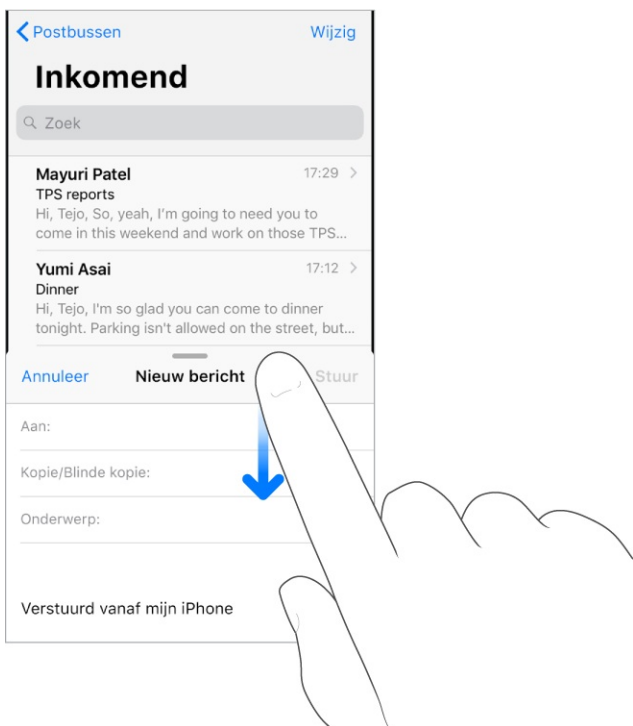 Postbussen Wijzig
Inkomend
Zoek
Mayuri Patel 17:29
TPS reports
Hi, Tejo, So, yeah, I'm going to need you to
come in this weekend and work on those TPS...
Yumi Asai 17:12
Dinner
Hi, Tejo, I'm so glad you can come to dinner
tonight. Parking isn't allowed on the street, but...
Annuleer Nieuw bericht Stuur
Aan:
Kopie/Blinde kopie:
Onderwerp:
Verstuurd vanaf mijn iPhone